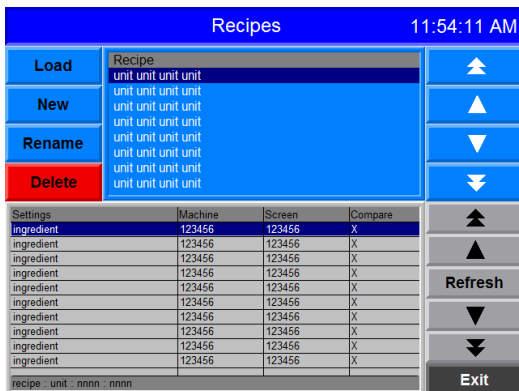 Recipes 11:54:11 AM
Load
New
Rename
Delete
Recipe
unit unit unit unit
unit unit unit unit
unit unit unit unit
unit unit unit unit
unit unit unit unit
unit unit unit unit
unit unit unit unit
unit unit unit unit
Settings Machine Screen Compare
ingredient 123456 123456 X
ingredient 123456 123456 X
ingredient 123456 123456 X
ingredient 123456 123456 X
ingredient 123456 123456 X
ingredient 123456 123456 X
ingredient 123456 123456 X
ingredient 123456 123456 X
ingredient 123456 123456 X
ingredient 123456 123456 X
recipe : unit : nnnn : nnnn
Refresh
Exit